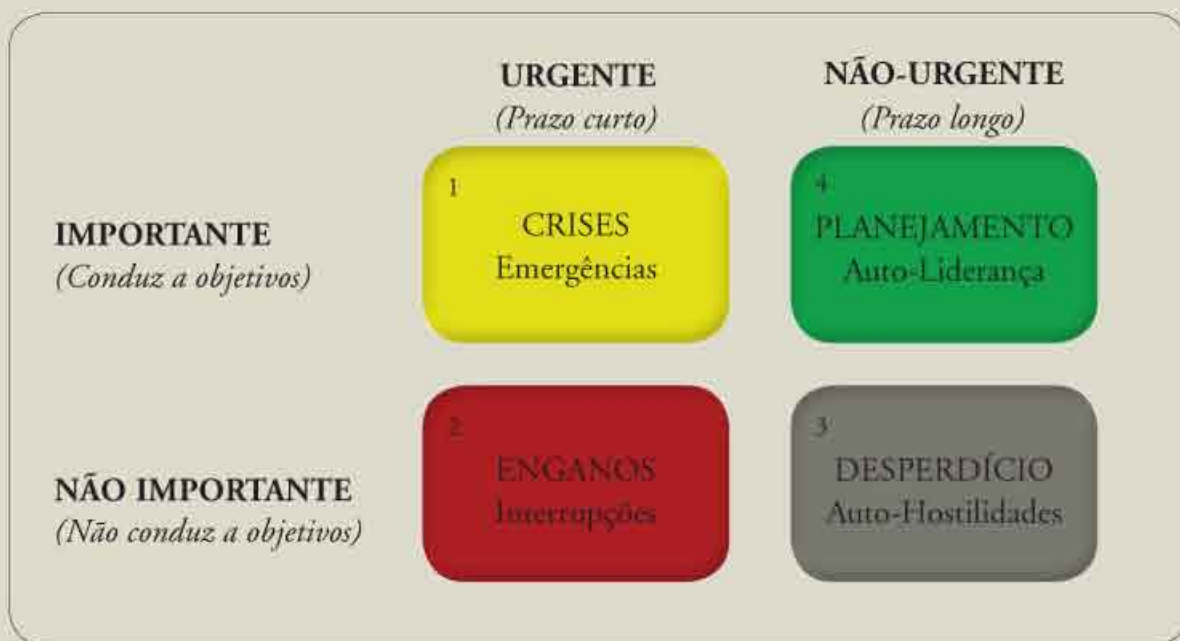 URGENTE
(Prazo curto)
NÃO-URGENTE
(Prazo longo)
IMPORTANTE
(Conduz a objetivos)
1
CRISES
Emergências
4
PLANEJAMENTO
Auto-Liderança
NÃO IMPORTANTE
(Não conduz a objetivos)
2
ENGANOS
Interrupções
3
DESPERDÍCIO
Auto-Hostilidades